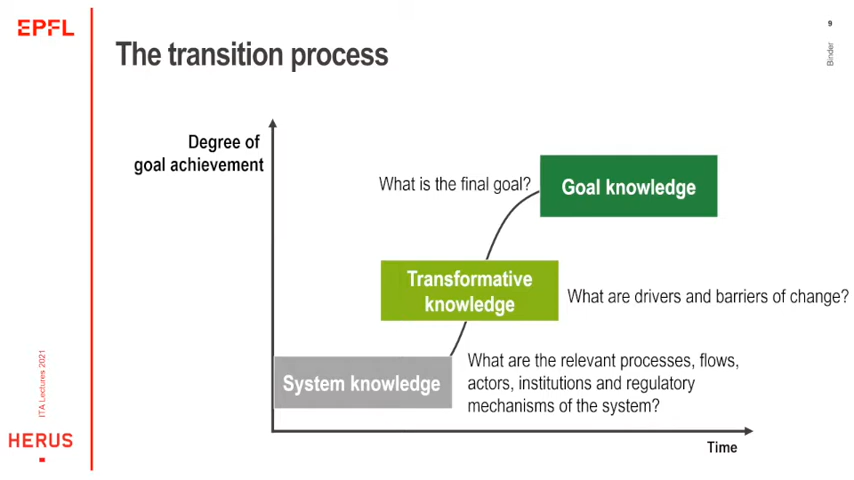 EPFL
9
Binder
The transition process
Degree of
goal achievement
What is the final goal?
Goal knowledge
Transformative
knowledge
What are drivers and barriers of change?
System knowledge
What are the relevant processes, flows,
actors, institutions and regulatory
mechanisms of the system?
Time
ITA Lectures 2021
HERUS